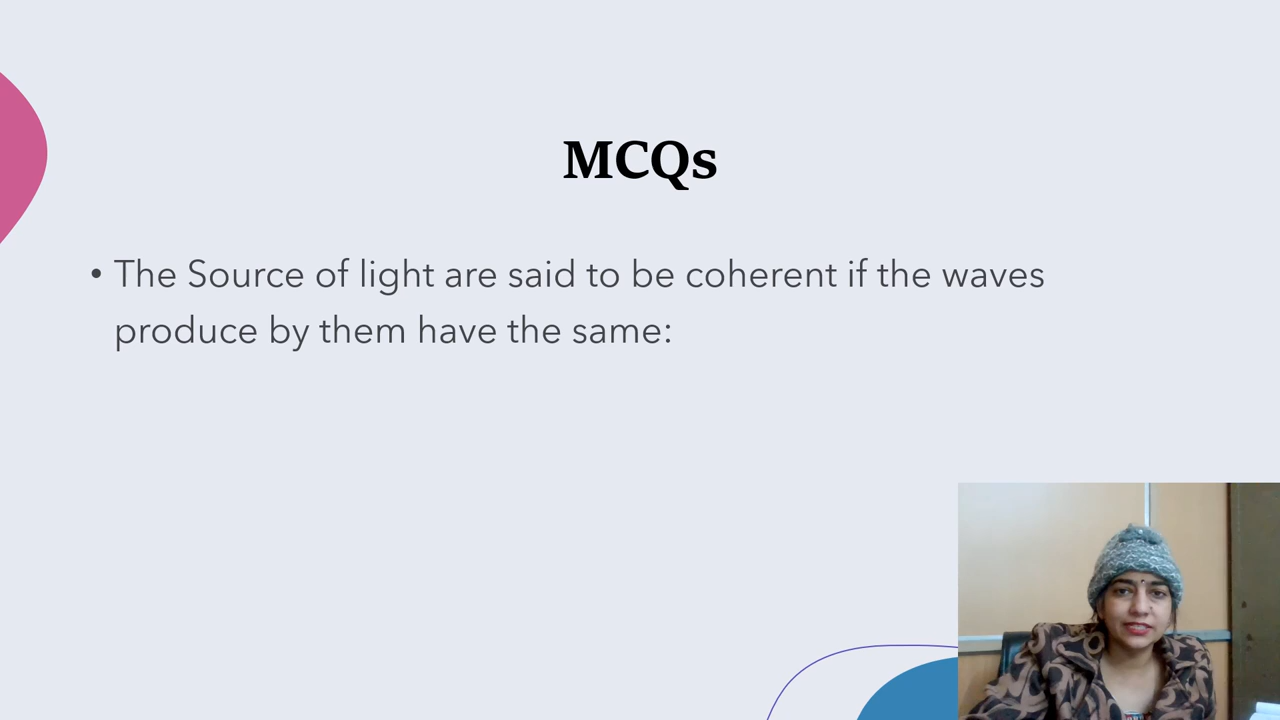 MCQs
• The Source of light are said to be coherent if the waves
produce by them have the same: